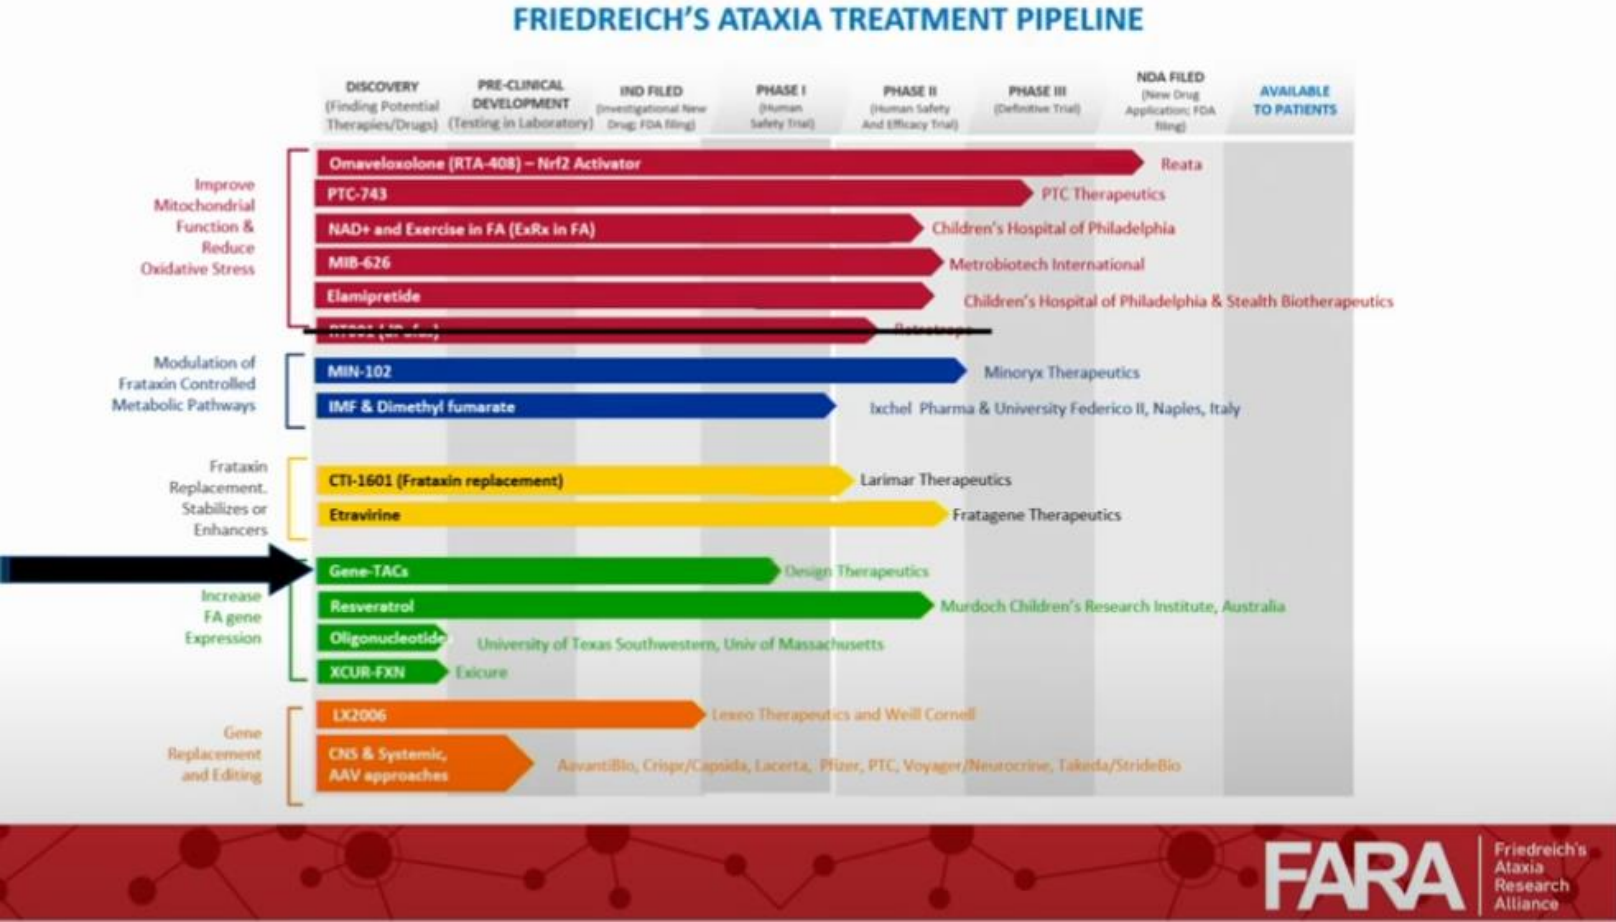 FRIEDREICH'S ATAXIA TREATMENT PIPELINE
DISCOVERY
(Finding Potential
Therapies/Drugs)
PRE-CLINICAL
DEVELOPMENT
(Testing in Laboratory)
IND FILED
(Investigational New
Drug; FDA filing)
PHASE I
(Human
Safety Trial)
PHASE II
(Human Safety
And Efficacy Trial)
PHASE III
(Definitive Trial)
NDA FILED
(New Drug
Application; FDA
filing)
AVAILABLE
TO PATIENTS
Improve
Mitochondrial
Function &
Reduce
Oxidative Stress
Omaveloxolone (RTA-408) – Nrf2 Activator
Reata
PTC-743
PTC Therapeutics
NAD+ and Exercise in FA (ExRx in FA)
Children's Hospital of Philadelphia
MIB-626
Metrobiotech International
Elamipretide
Children's Hospital of Philadelphia & Stealth Biotherapeutics
Modulation of
Frataxin Controlled
Metabolic Pathways
MIN-102
Minoryx Therapeutics
IMF & Dimethyl fumarate
Ixchel Pharma & University Federico II, Naples, Italy
Frataxin
Replacement.
Stabilizes or
Enhancers
CTI-1601 (Frataxin replacement)
Larimar Therapeutics
Etravirine
Fratagene Therapeutics
Increase
FA gene
Expression
Gene-TACs
Design Therapeutics
Resveratrol
Murdoch Children's Research Institute, Australia
Oligonucleotide
University of Texas Southwestern, Univ of Massachusetts
XCUR-FXN
Exicure
Gene
Replacement
and Editing
LX2006
Lexeo Therapeutics and Weill Cornell
CNS & Systemic,
AAV approaches
AavantiBio, Crispr/Capsida, Lacerta, Pfizer, PTC, Voyager/Neurocrine, Takeda/StrideBio
FARA
Friedreich's
Ataxia
Research
Alliance